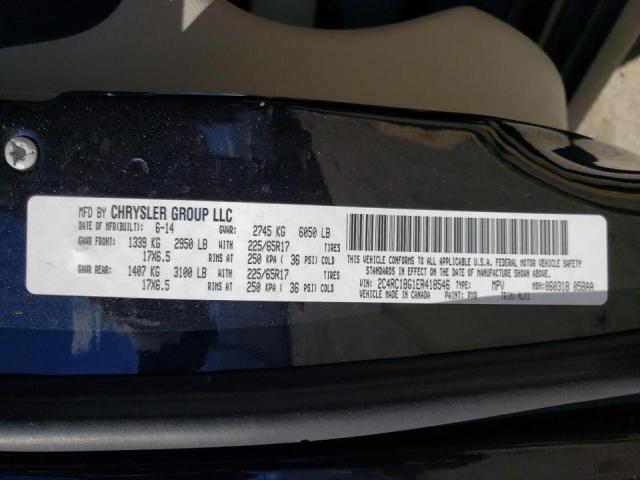 MFD BY CHRYSLER GROUP LLC
DATE OF MFR(BUILT): 6-14 GVWR: 2745 KG 6050 LB
GAWR FRONT: 1339 KG 2950 LB WITH 225/65R17 TIRES
17X6.5 RIMS AT 250 KPA ( 36 PSI) COLD
GAWR REAR: 1407 KG 3100 LB WITH 225/65R17 TIRES
17X6.5 RIMS AT 250 KPA ( 36 PSI) COLD
THIS VEHICLE CONFORMS TO ALL APPLICABLE U.S.A. FEDERAL MOTOR VEHICLE SAFETY
STANDARDS IN EFFECT ON THE DATE OF MANUFACTURE SHOWN ABOVE.
VIN: 2C4RC1BG1ER418546 TYPE: MPV MDH: 060318 058AA
VEHICLE MADE IN CANADA PAINT: TRIM: